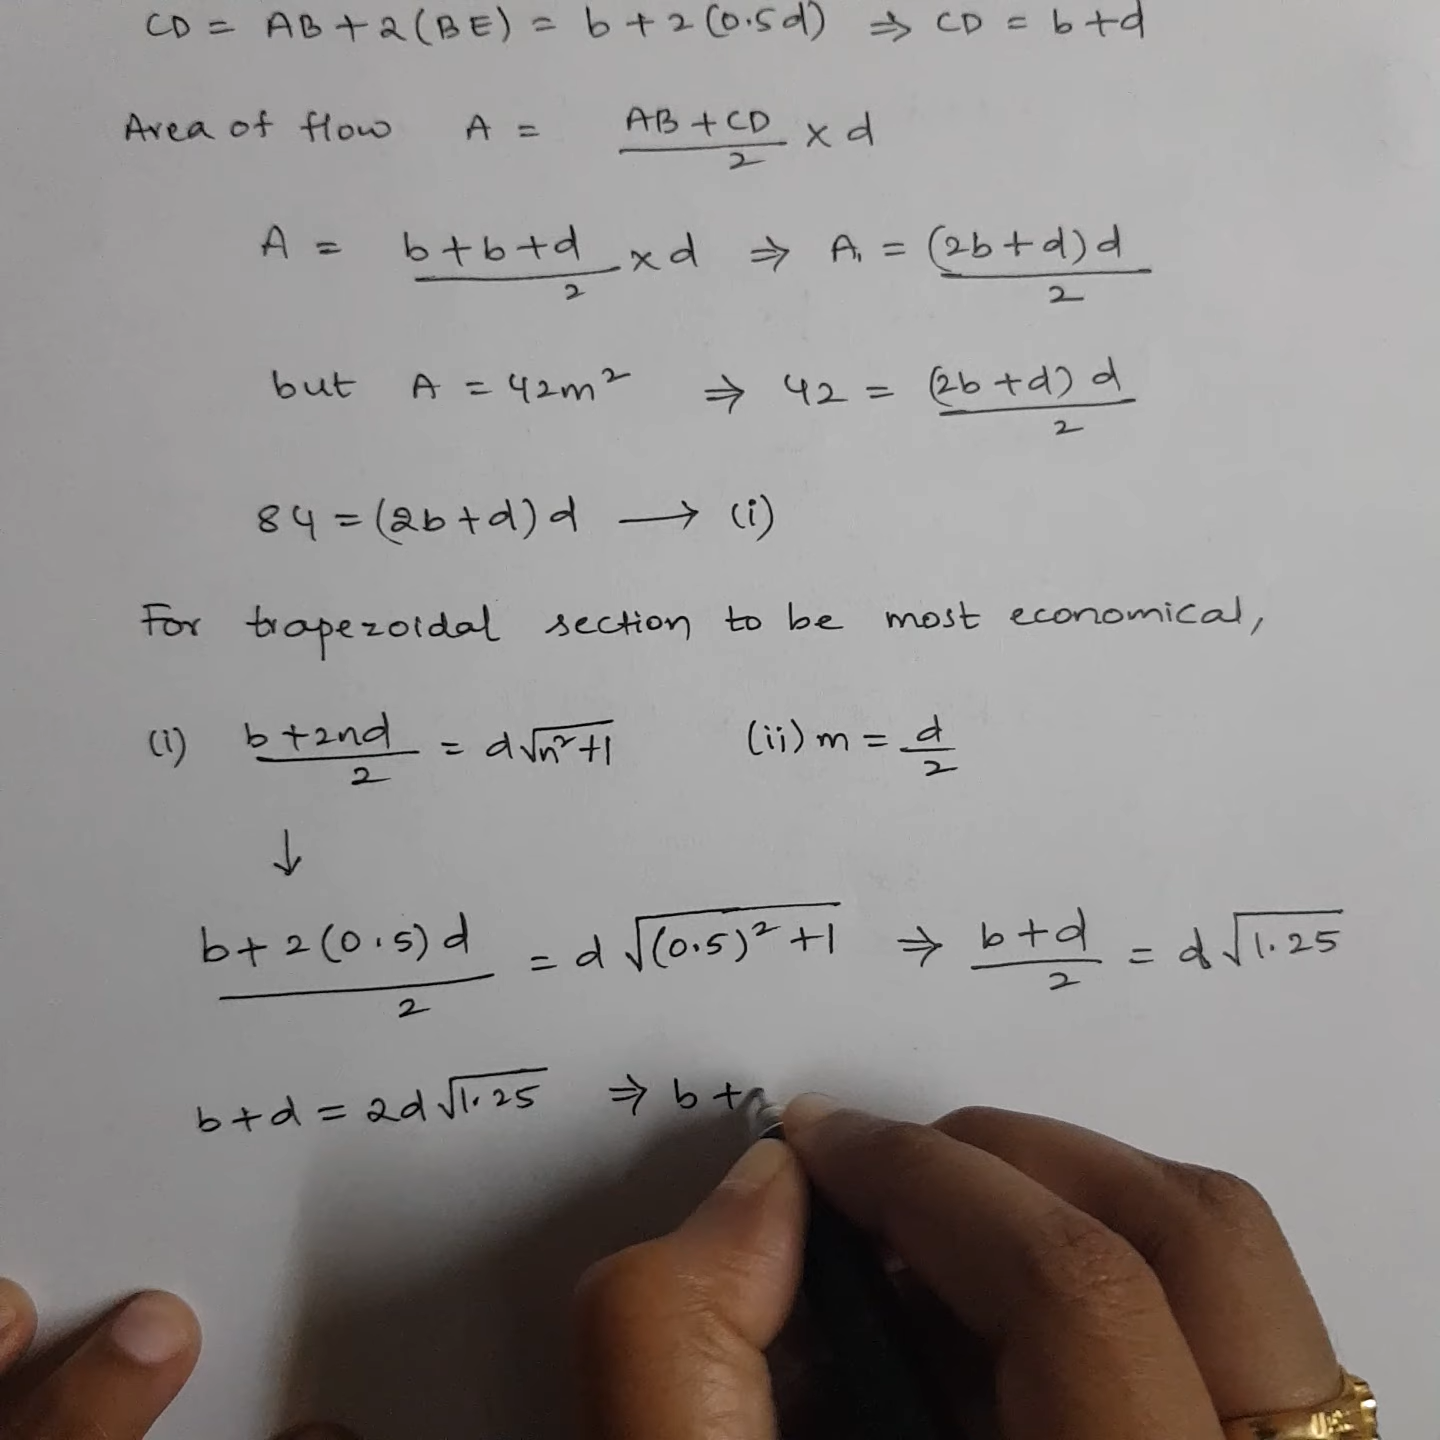 CD = AB + 2(BE) = b + 2(0.5d) ⇒ CD = b+d
Area of flow A = (AB + CD)/2 × d
A = (b+b+d)/2 × d ⇒ A = (2b+d)d/2
but A = 42m² ⇒ 42 = (2b+d)d/2
84 = (2b+d)d ⟶ (i)
For trapezoidal section to be most economical,
(i) (b+2nd)/2 = d√(n²+1) (ii) m = d/2
↓
(b+2(0.5)d)/2 = d√((0.5)²+1) ⇒ (b+d)/2 = d√1.25
b+d = 2d√1.25 ⇒ b+